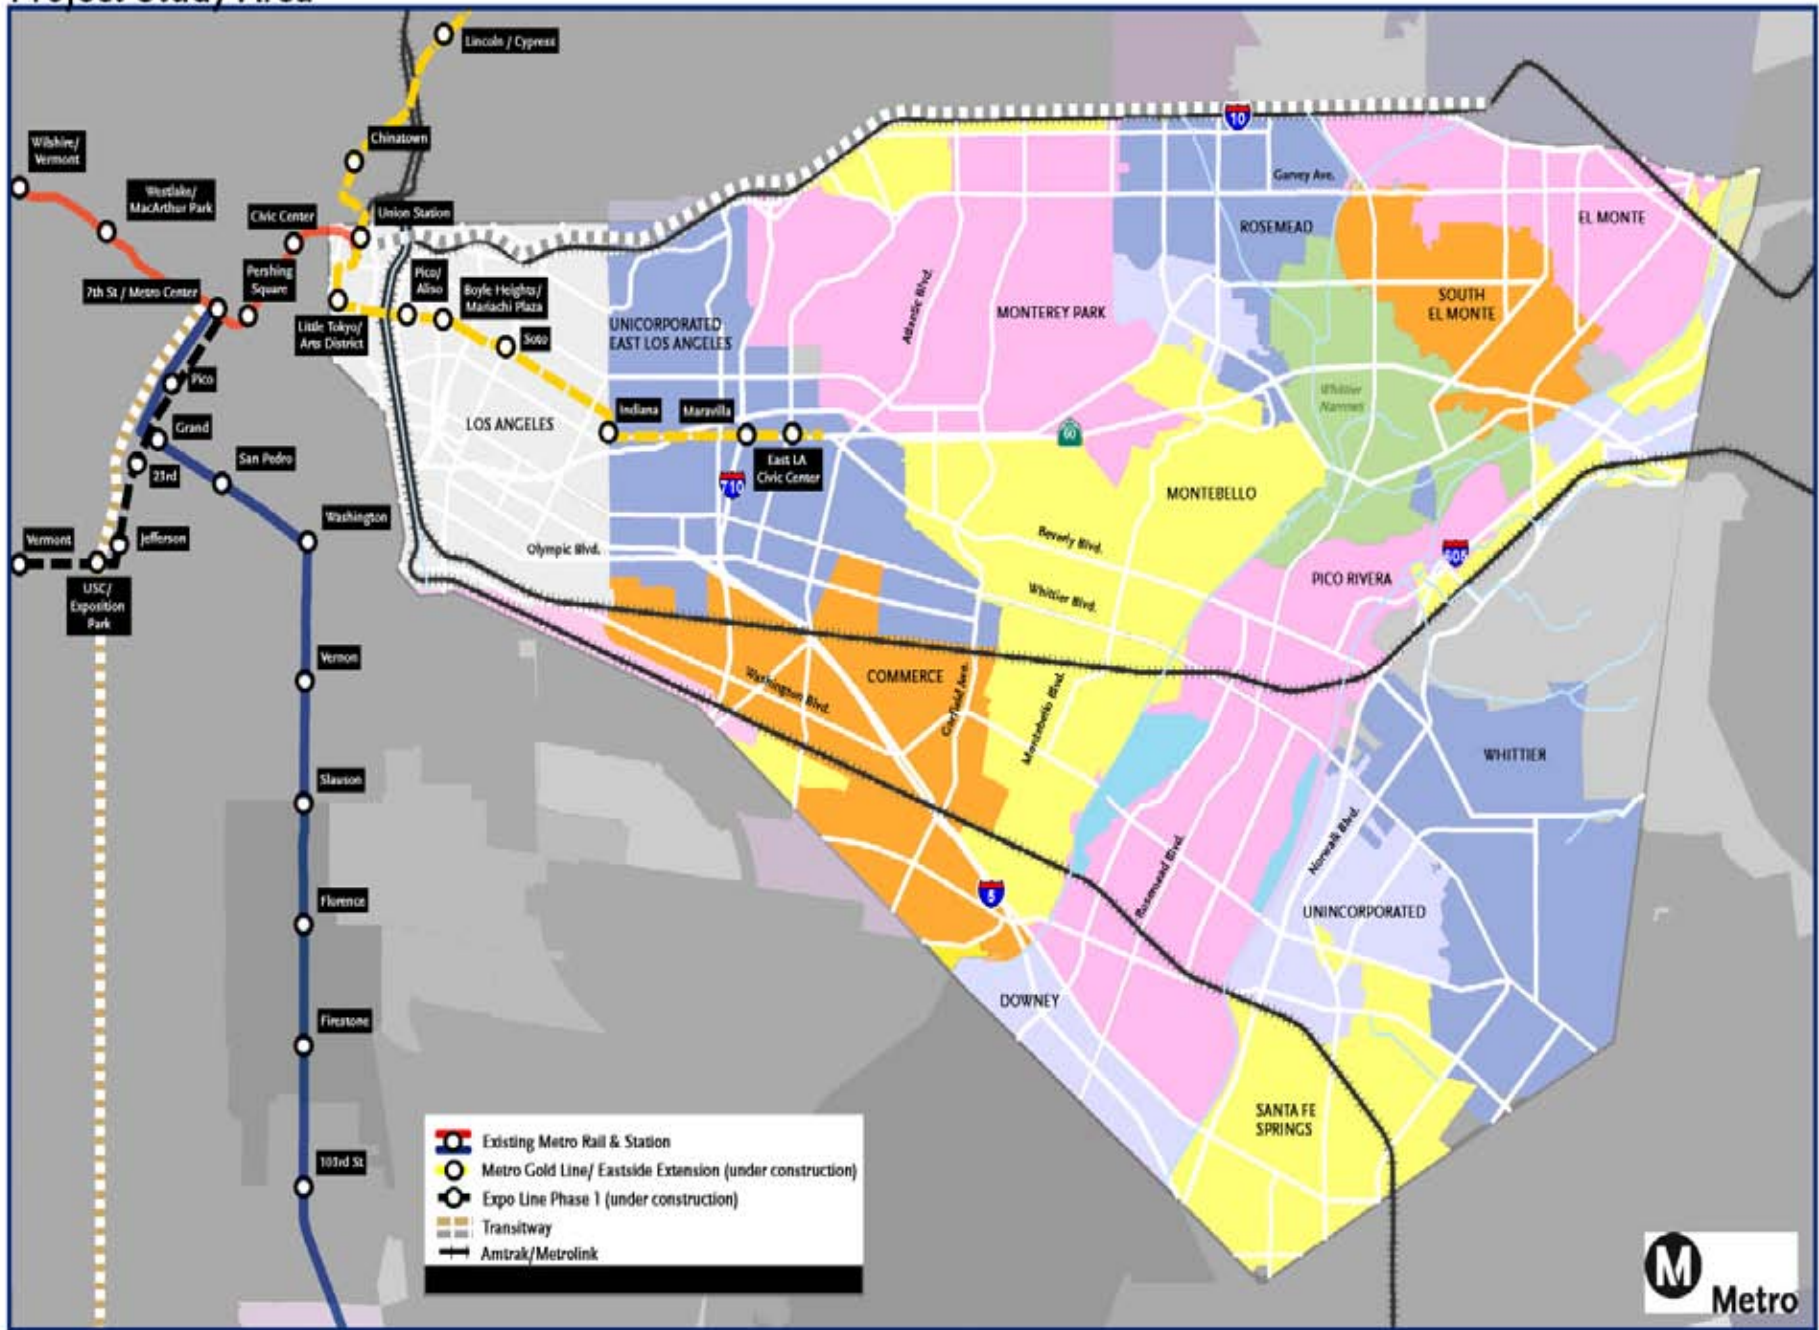 Project Study Area
Lincoln / Cypress
Chinatown
Wilshire/
Vermont
Westlake/
MacArthur Park
Civic Center
Union Station
7th St / Metro Center
Pershing
Square
Pico/
Aliso
Boyle Heights/
Mariachi Plaza
Little Tokyo/
Arts District
Soto
Pico
Grand
23rd
San Pedro
Washington
Vermont
Jefferson
USC/
Exposition
Park
Vernon
Slauson
Florence
Firestone
103rd St
Indiana
Maravilla
East LA
Civic Center
10
Garvey Ave.
ROSEMEAD
EL MONTE
SOUTH
EL MONTE
Atlantic Blvd.
MONTEREY PARK
UNICORPORATED
EAST LOS ANGELES
LOS ANGELES
Whittier
Narrows
60
710
MONTEBELLO
Olympic Blvd.
Beverly Blvd.
Whittier Blvd.
605
PICO RIVERA
COMMERCE
Washington Blvd.
Garfield Ave.
Montebello Blvd.
WHITTIER
Rosemead Blvd.
Norwalk Blvd.
5
UNINCORPORATED
DOWNEY
SANTA FE
SPRINGS
Existing Metro Rail & Station
Metro Gold Line/ Eastside Extension (under construction)
Expo Line Phase 1 (under construction)
Transitway
Amtrak/Metrolink
M
Metro